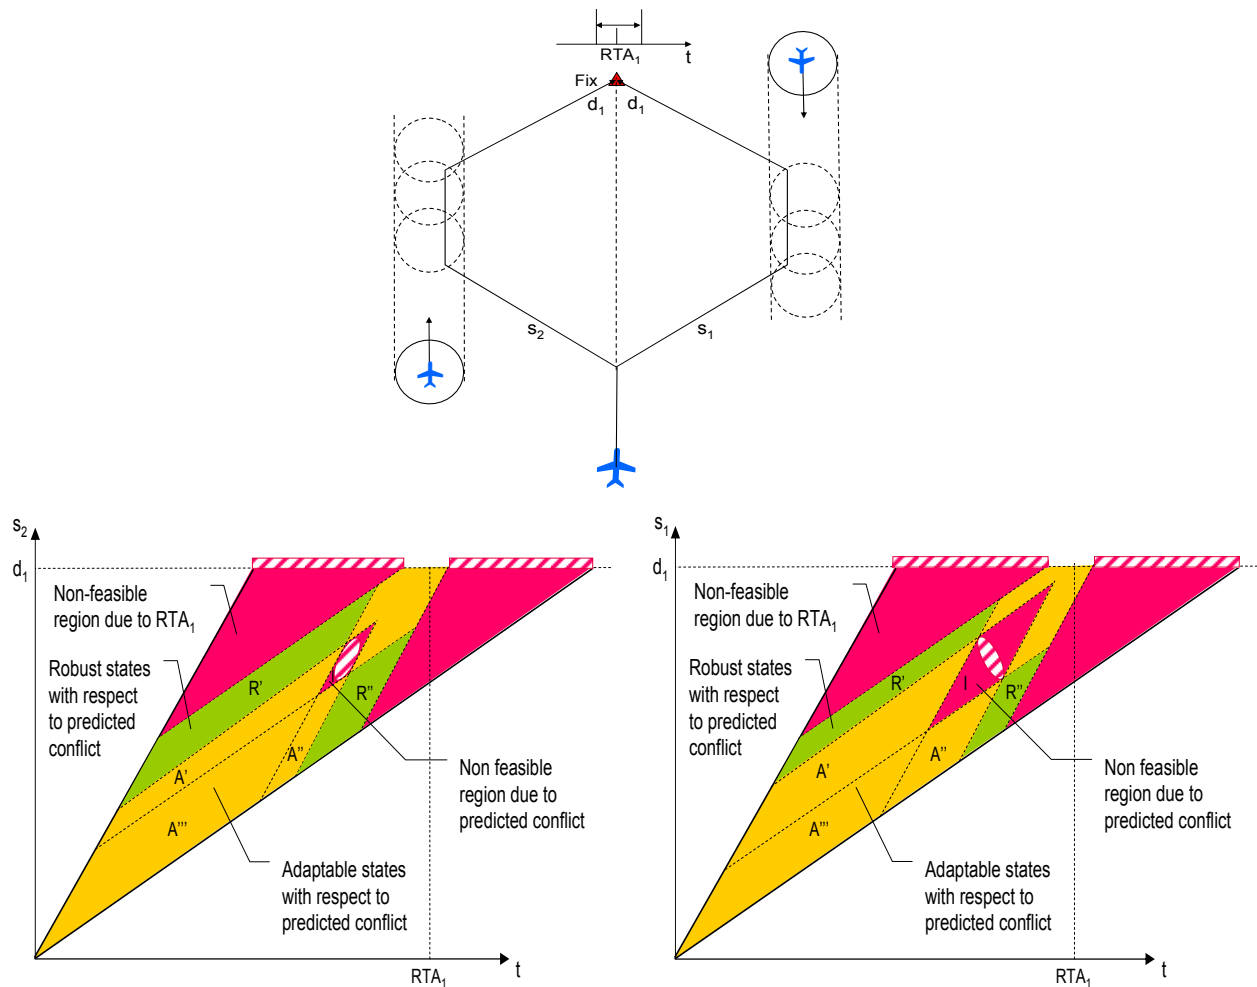 RTA1
t
Fix
d1 d1
s2
s1
s2
d1
Non-feasible
region due to RTA1
Robust states
with respect
to predicted
conflict
R'
I
R''
A'
A''
A'''
Non feasible
region due to
predicted conflict
Adaptable states
with respect to
predicted conflict
RTA1
t
s1
d1
Non-feasible
region due to RTA1
Robust states
with respect
to predicted
conflict
R'
I
R''
A'
A''
A'''
Non feasible
region due to
predicted conflict
Adaptable states
with respect to
predicted conflict
RTA1
t